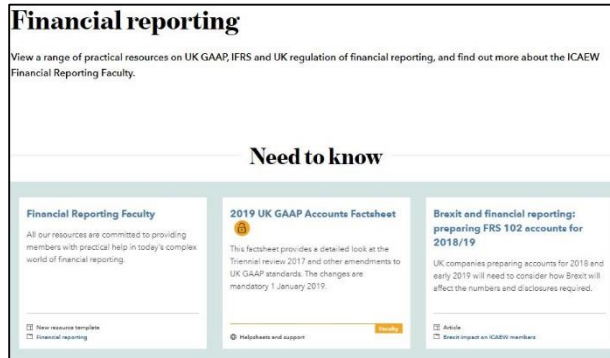 Financial reporting
View a range of practical resources on UK GAAP, IFRS and UK regulation of financial reporting, and find out more about the ICAEW
Financial Reporting Faculty.
Need to know
Financial Reporting Faculty
All our resources are committed to providing
members with practical help in today's complex
world of financial reporting.
New resource template
Financial reporting
2019 UK GAAP Accounts Factsheet
This factsheet provides a detailed look at the
Triennial review 2017 and other amendments to
UK GAAP standards. The changes are
mandatory 1 January 2019.
Faculty
Helpsheets and support
Brexit and financial reporting:
preparing FRS 102 accounts for
2018/19
UK companies preparing accounts for 2018 and
early 2019 will need to consider how Brexit will
affect the numbers and disclosures required.
Article
Brexit impact on ICAEW members